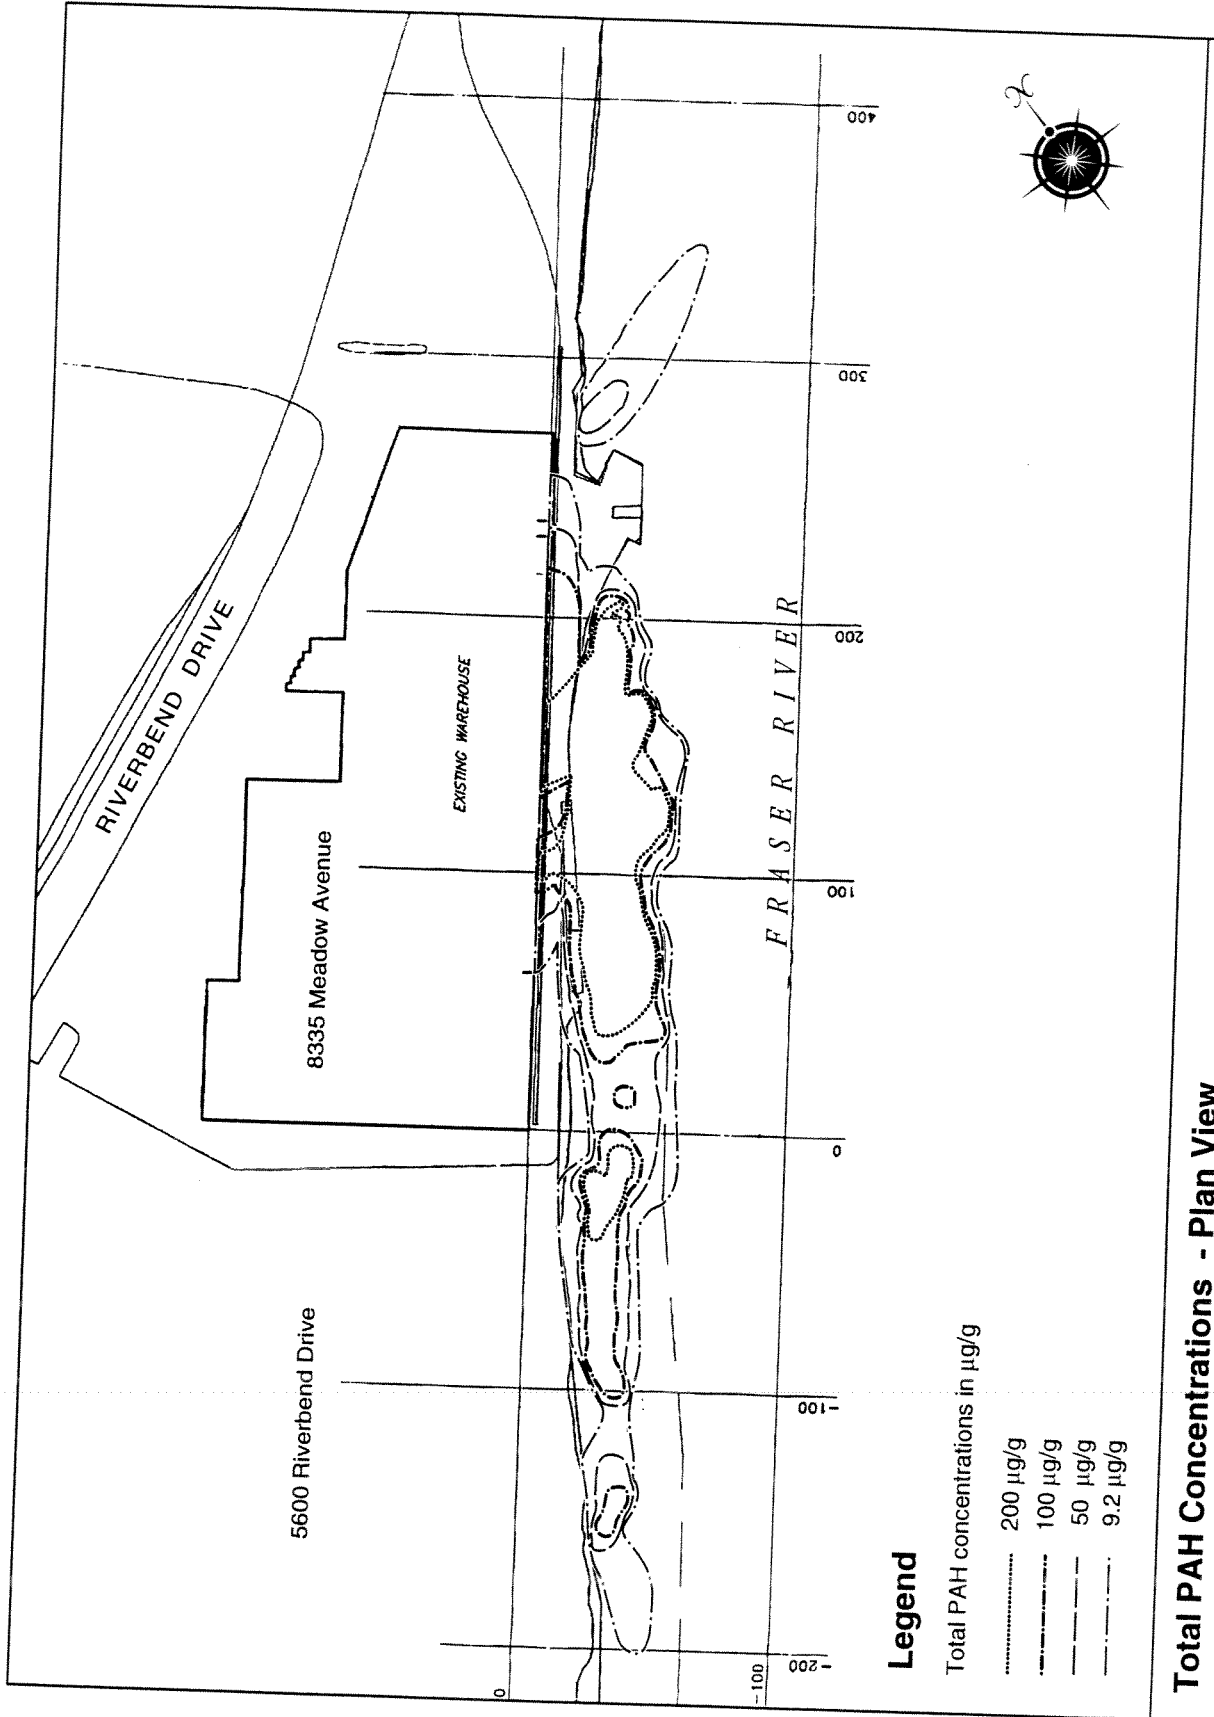 RIVERBEND DRIVE
EXISTING WAREHOUSE
8335 Meadow Avenue
5600 Riverbend Drive
FRASER RIVER
400
300
200
100
0
-100
-200
0
-100
N
Legend
Total PAH concentrations in µg/g
200 µg/g
100 µg/g
50 µg/g
9.2 µg/g
Total PAH Concentrations - Plan View